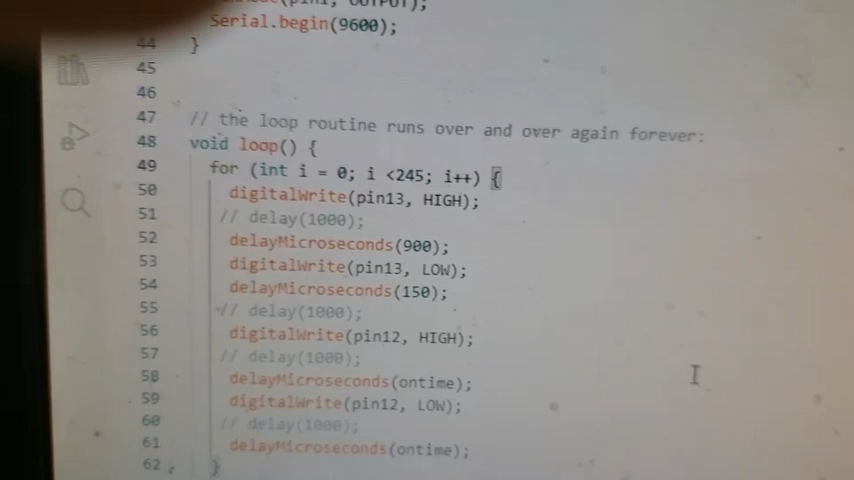 OUTPUT);
Serial.begin(9600);
44 }
45
46
47 // the loop routine runs over and over again forever:
48 void loop() {
49 for (int i = 0; i <245; i++) {
50 digitalWrite(pin13, HIGH);
51 // delay(1000);
52 delayMicroseconds(900);
53 digitalWrite(pin13, LOW);
54 delayMicroseconds(150);
55 // delay(1000);
56 digitalWrite(pin12, HIGH);
57 // delay(1000);
58 delayMicroseconds(ontime);
59 digitalWrite(pin12, LOW);
60 // delay(1000);
61 delayMicroseconds(ontime);
62 }